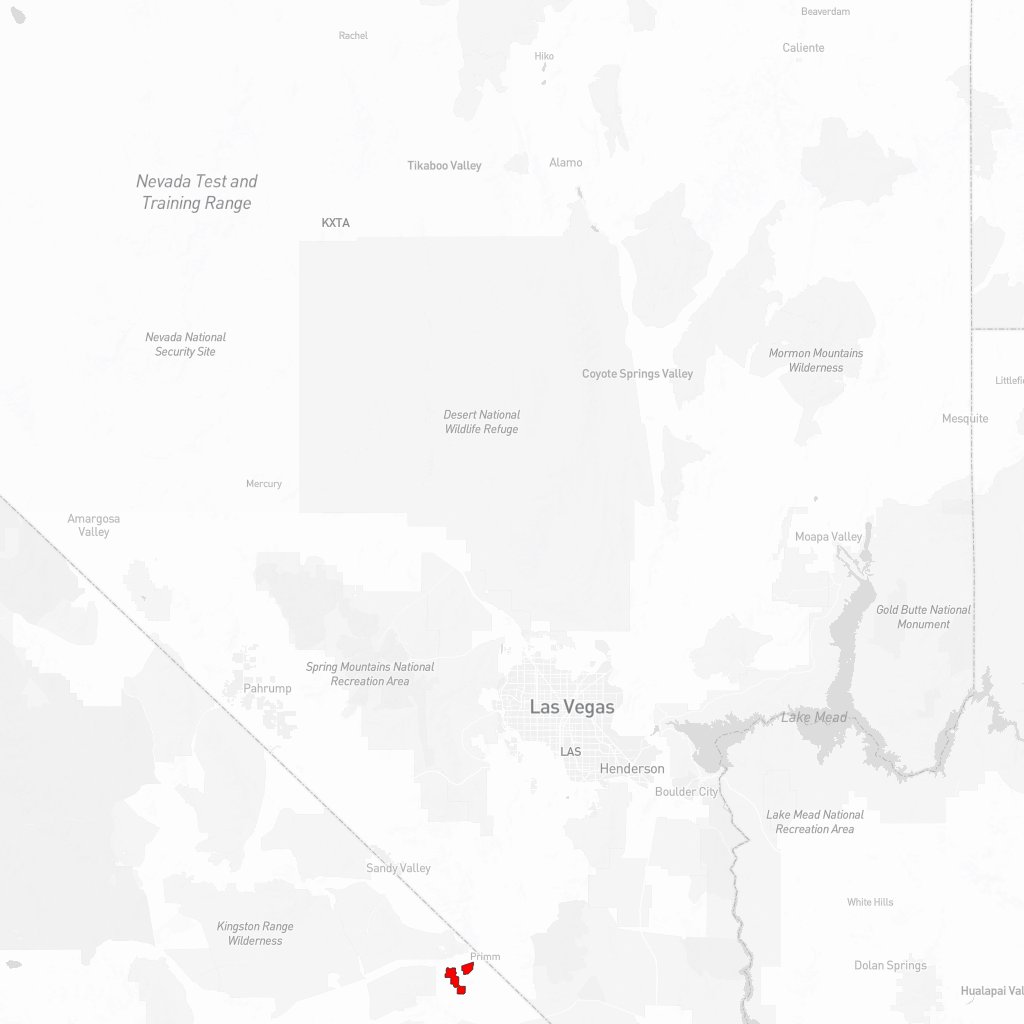 Beaverdam
Rachel
Caliente
Hiko
Tikaboo Valley
Alamo
Nevada Test and
Training Range
KXTA
Nevada National
Security Site
Mormon Mountains
Wilderness
Coyote Springs Valley
Littlefi
Desert National
Wildlife Refuge
Mesquite
Mercury
Amargosa
Valley
Moapa Valley
Gold Butte National
Monument
Spring Mountains National
Recreation Area
Pahrump
Las Vegas
Lake Mead
LAS
Henderson
Boulder City
Lake Mead National
Recreation Area
Sandy Valley
White Hills
Kingston Range
Wilderness
Primm
Dolan Springs
Hualapai Val